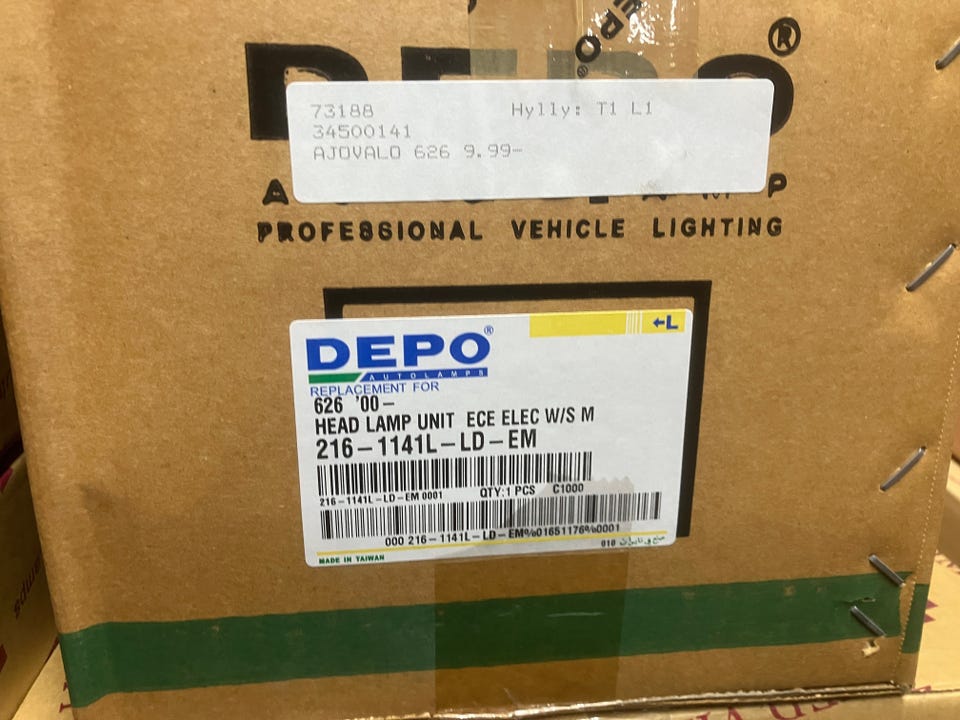 DEPO®
73188 Hylly: T1 L1
34500141
AJOVALO 626 9.99-
PROFESSIONAL VEHICLE LIGHTING
←L
DEPO®
AUTOLAMPS
REPLACEMENT FOR
626 '00-
HEAD LAMP UNIT ECE ELEC W/S M
216-1141L-LD-EM
216-1141L-LD-EM 0001 QTY:1 PCS C1000
000 216-1141L-LD-EM%01651176%0001
MADE IN TAIWAN